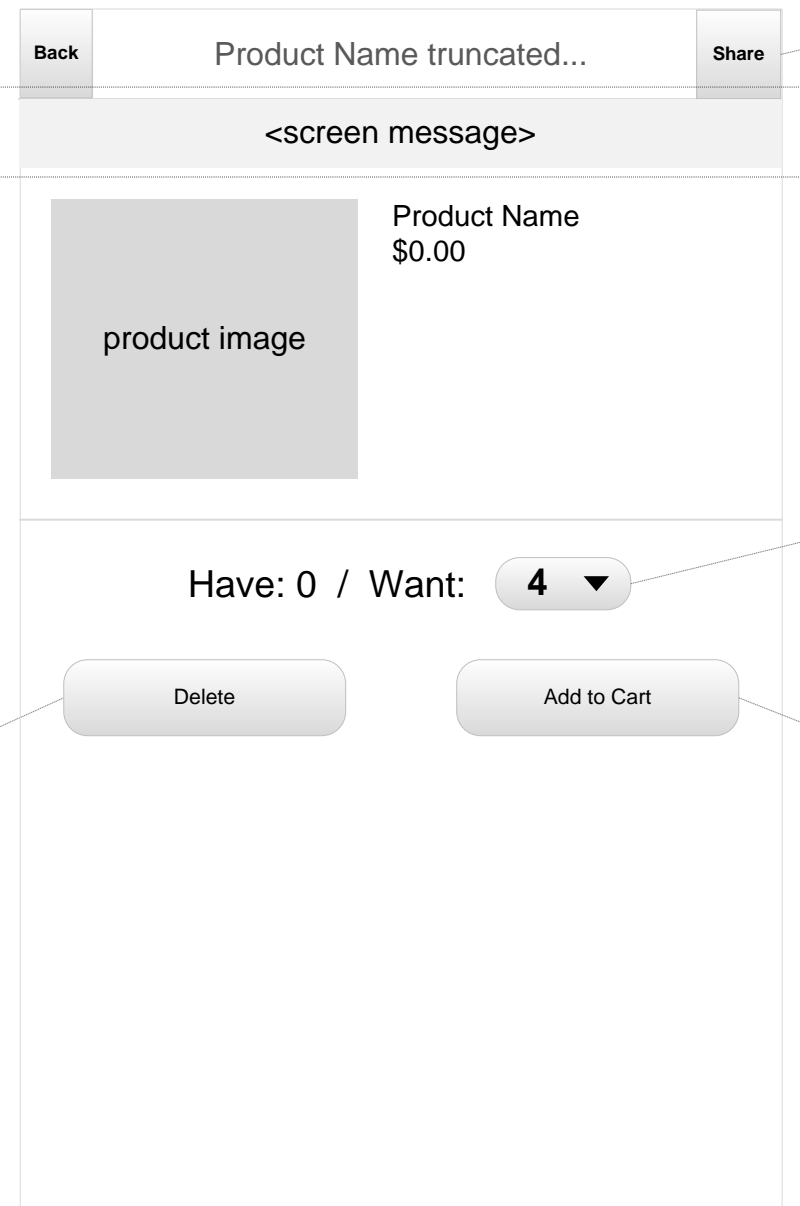 Back
Product Name truncated...
Share
<screen message>
product image
Product Name
$0.00
Have: 0 / Want: 4
Delete
Add to Cart